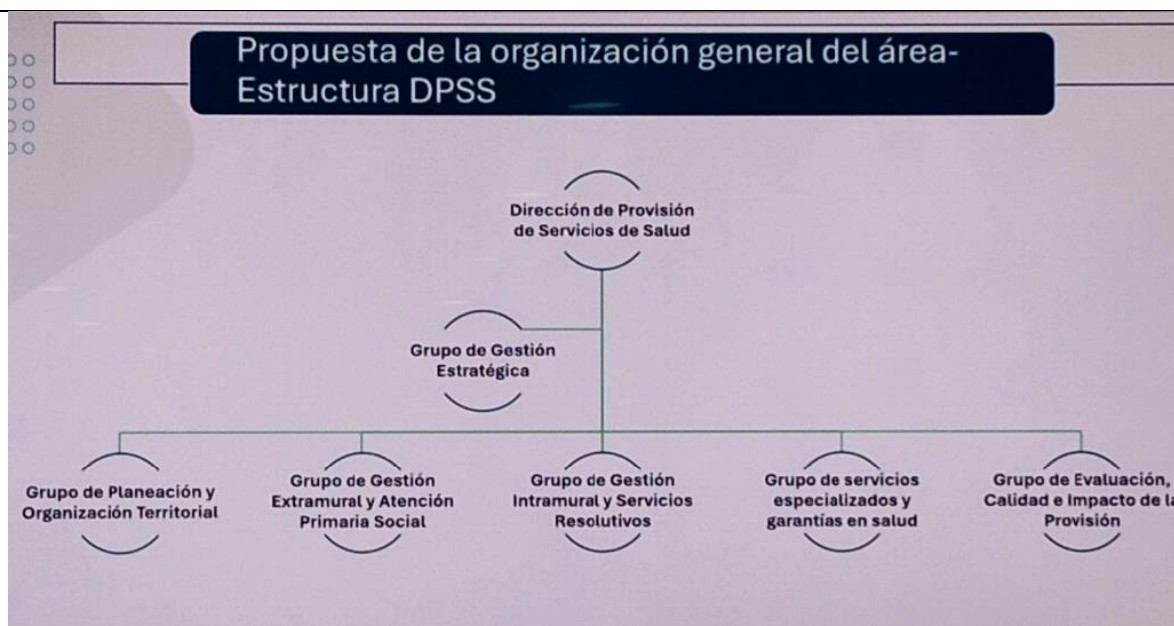 Propuesta de la organización general del área-
Estructura DPSS
Dirección de Provisión
de Servicios de Salud
Grupo de Gestión
Estratégica
Grupo de Planeación y
Organización Territorial
Grupo de Gestión
Extramural y Atención
Primaria Social
Grupo de Gestión
Intramural y Servicios
Resolutivos
Grupo de servicios
especializados y
garantías en salud
Grupo de Evaluación,
Calidad e Impacto de la
Provisión